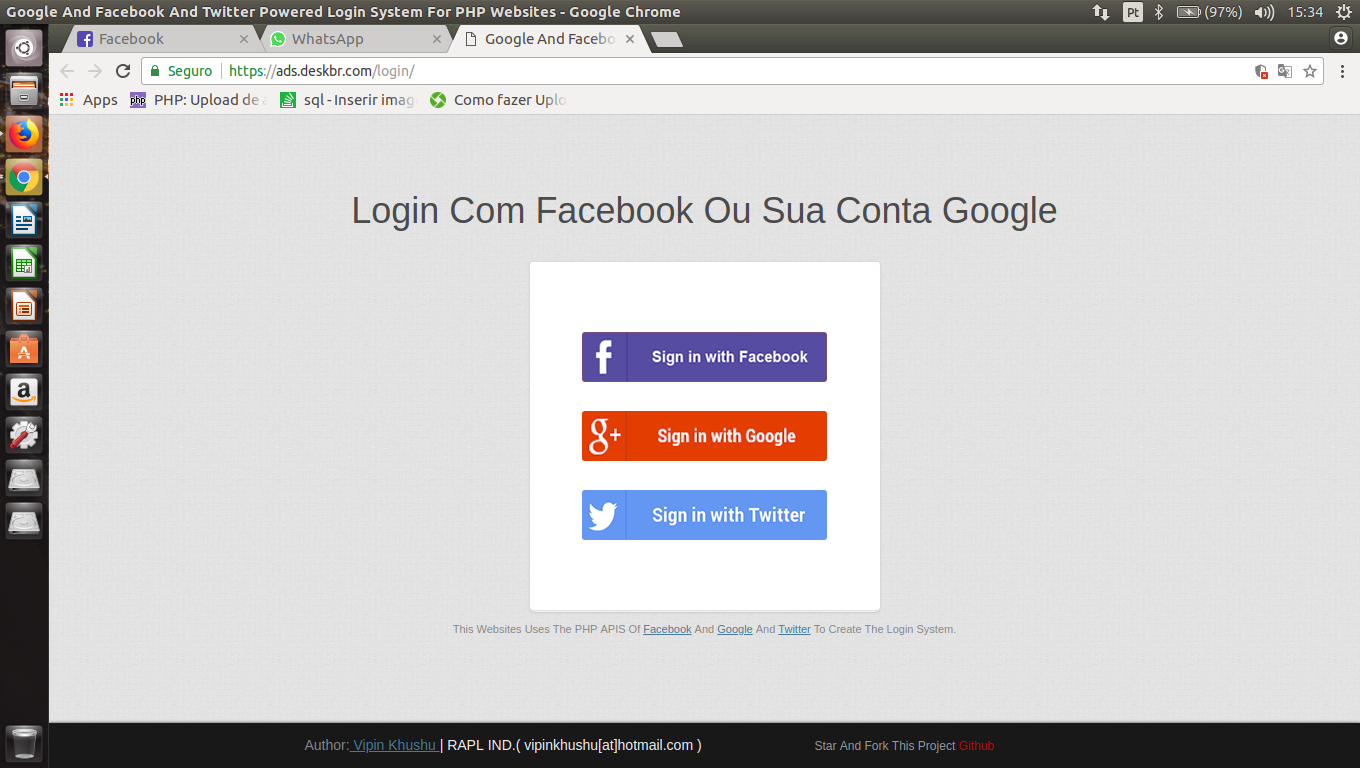 Google And Facebook And Twitter Powered Login System For PHP Websites - Google Chrome
Pt (97%) 15:34
Facebook WhatsApp Google And Facebo
Seguro https://ads.deskbr.com/login/
Apps php PHP: Upload de a sql - Inserir imag Como fazer Uplo
Login Com Facebook Ou Sua Conta Google
f Sign in with Facebook
g+ Sign in with Google
Sign in with Twitter
This Websites Uses The PHP APIS Of Facebook And Google And Twitter To Create The Login System.
Author: Vipin Khushu | RAPL IND.( vipinkhushu[at]hotmail.com )
Star And Fork This Project Github